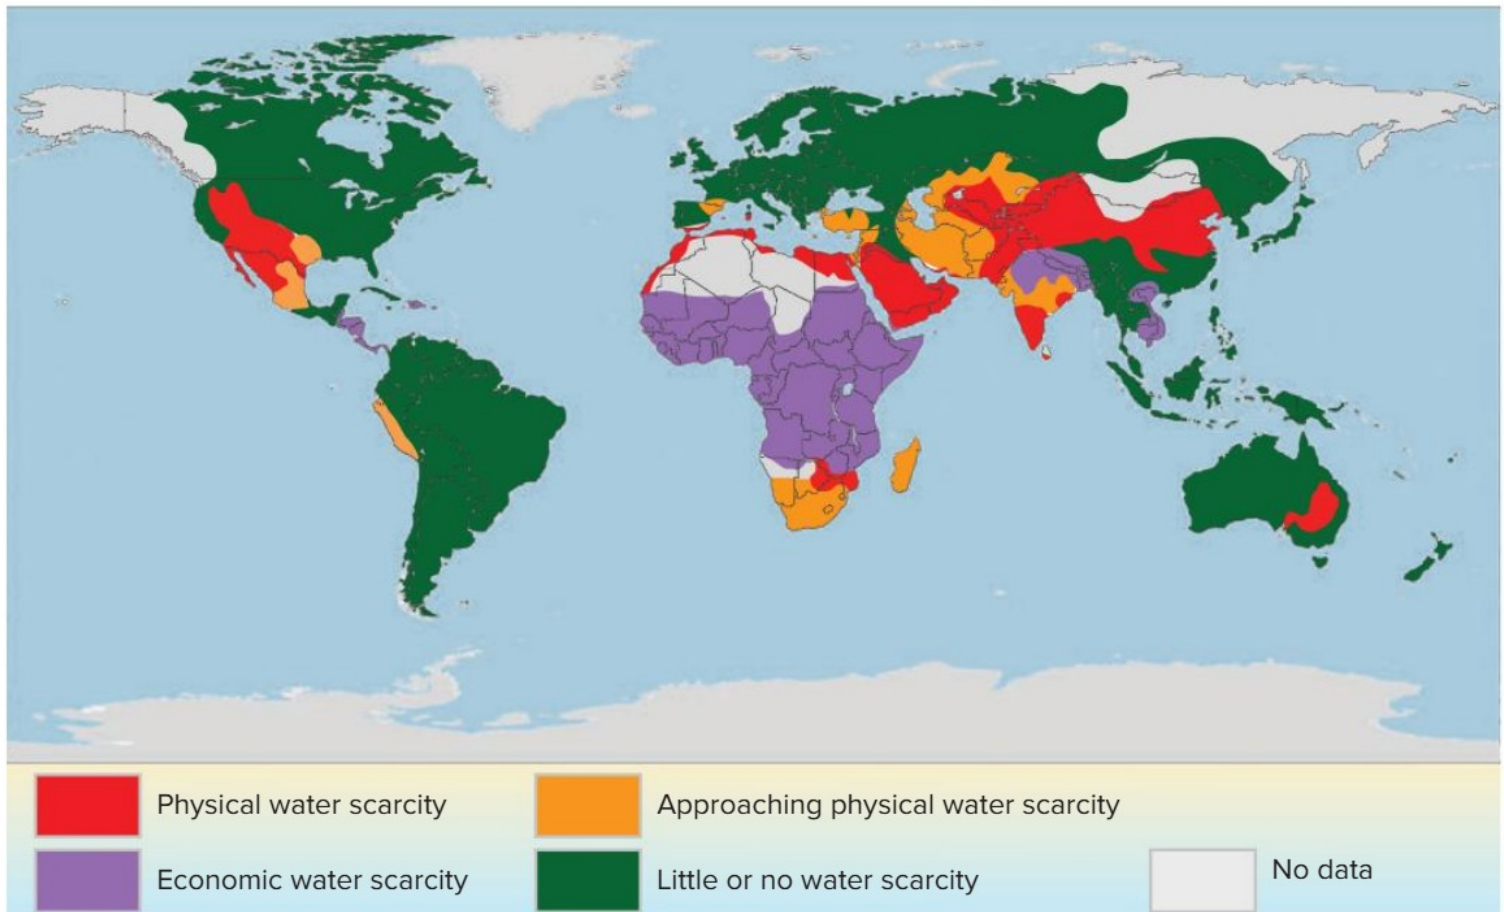 Physical water scarcity
Approaching physical water scarcity
Economic water scarcity
Little or no water scarcity
No data